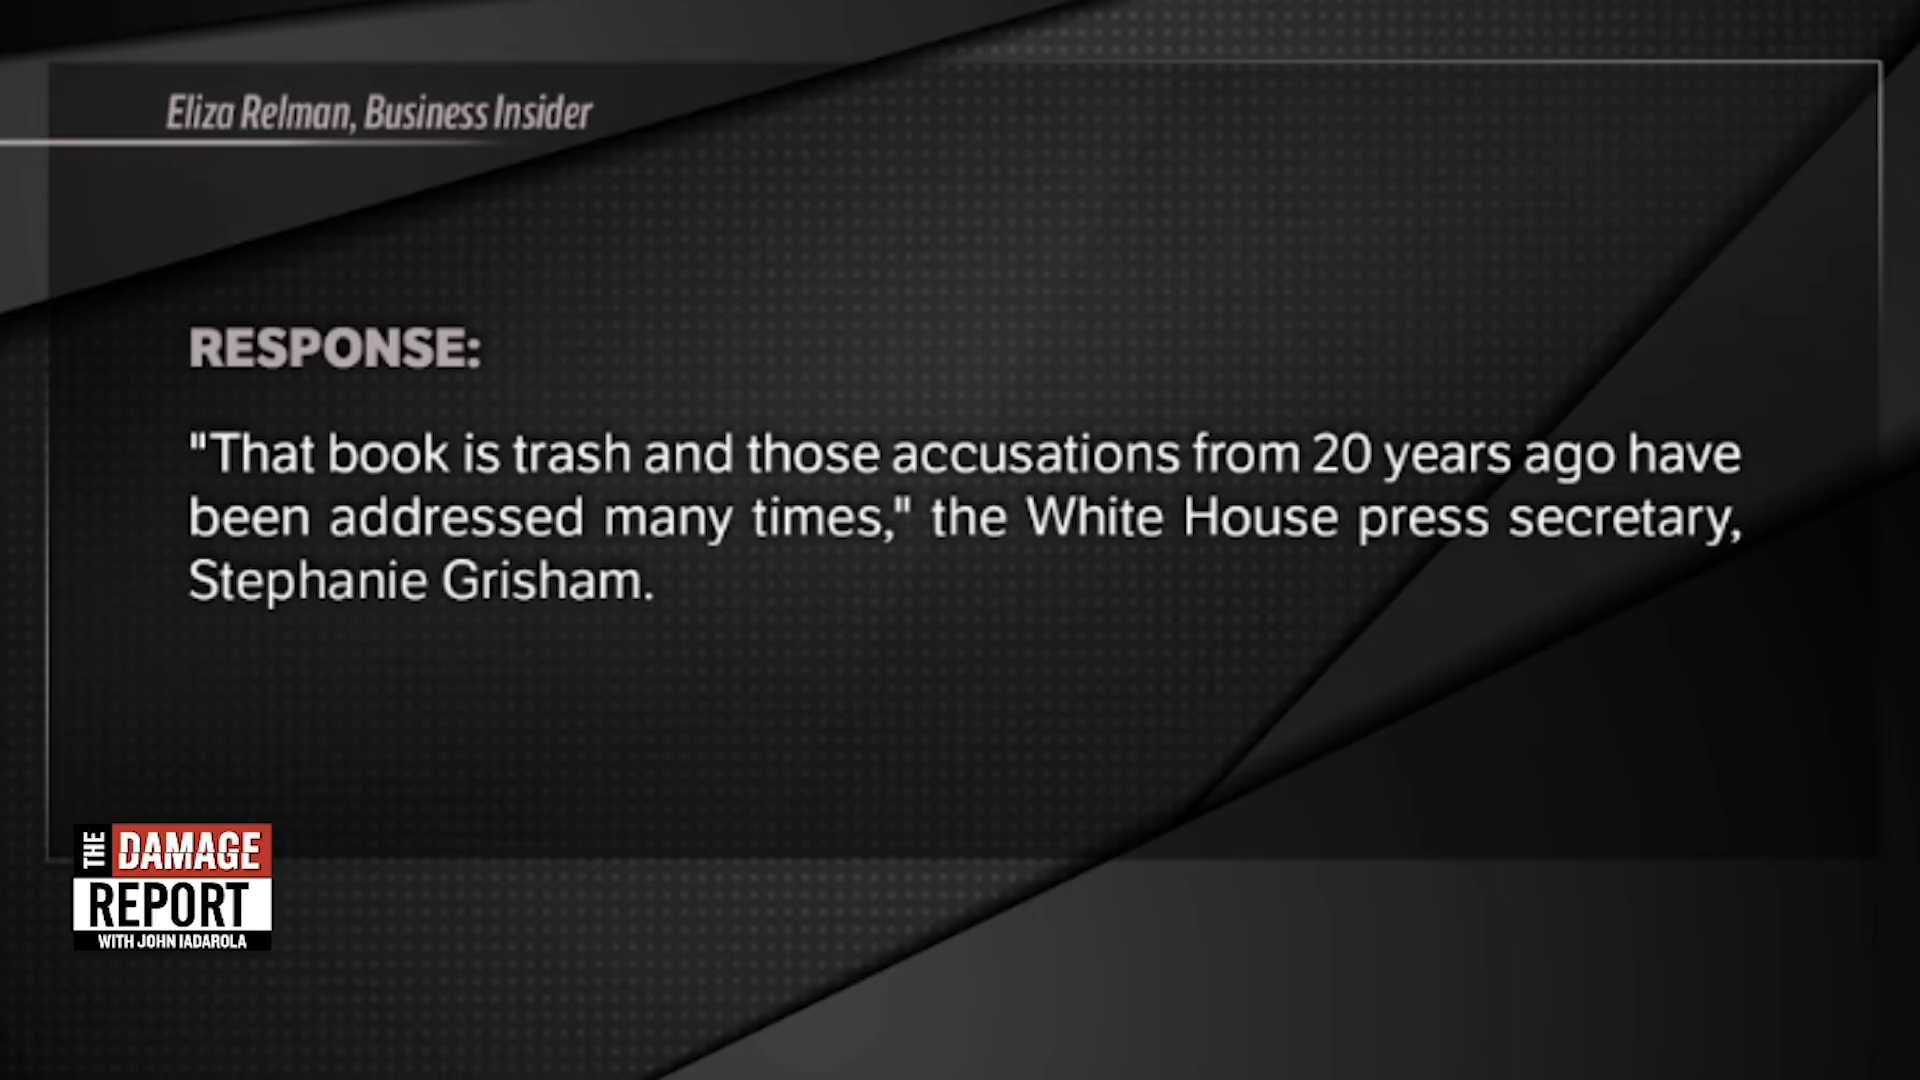 Eliza Relman, Business Insider
RESPONSE:
"That book is trash and those accusations from 20 years ago have
been addressed many times," the White House press secretary,
Stephanie Grisham.
THE DAMAGE
REPORT
WITH JOHN IADAROLA